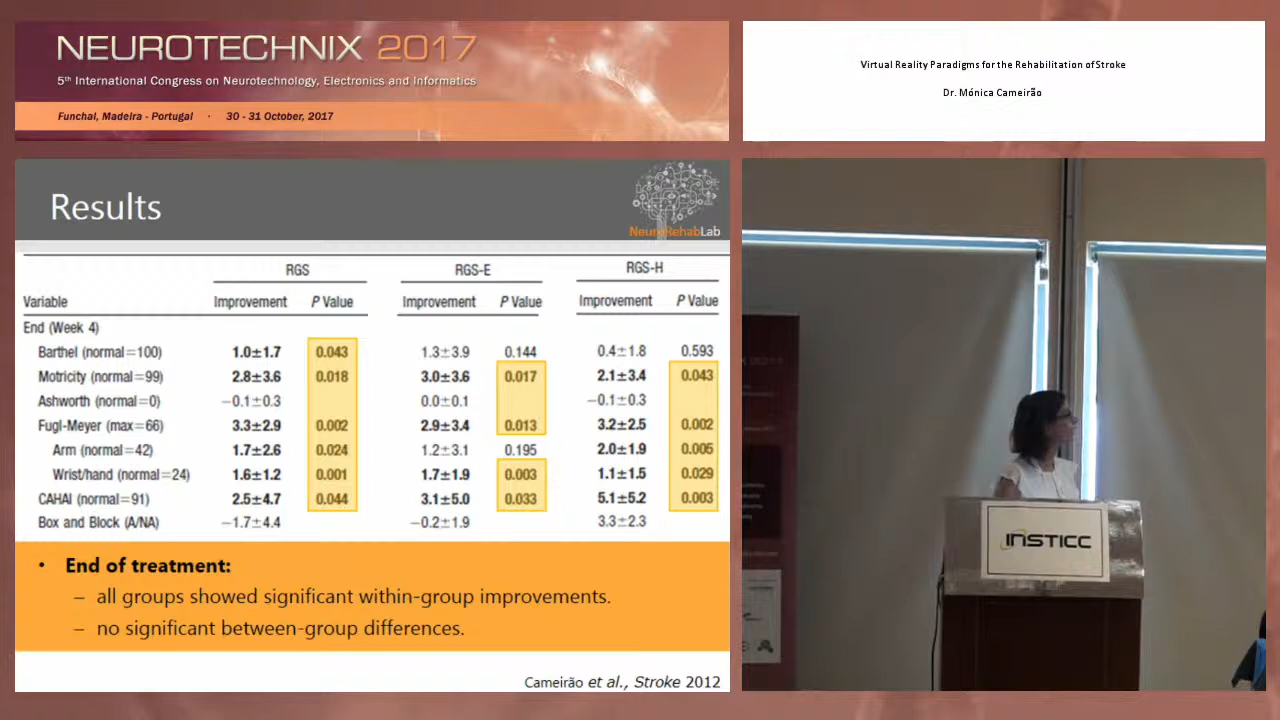 NEUROTECHNIX 2017
5th International Congress on Neurotechnology, Electronics and Informatics
Funchal, Madeira - Portugal · 30 - 31 October, 2017
Virtual Reality Paradigms for the Rehabilitation of Stroke
Dr. Mónica Cameirão
Results
NeuroRehabLab
RGS RGS-E RGS-H
Variable Improvement P Value Improvement P Value Improvement P Value
End (Week 4)
Barthel (normal=100) 1.0±1.7 0.043 1.3±3.9 0.144 0.4±1.8 0.593
Motricity (normal=99) 2.8±3.6 0.018 3.0±3.6 0.017 2.1±3.4 0.043
Ashworth (normal=0) −0.1±0.3 0.0±0.1 −0.1±0.3
Fugl-Meyer (max=66) 3.3±2.9 0.002 2.9±3.4 0.013 3.2±2.5 0.002
Arm (normal=42) 1.7±2.6 0.024 1.2±3.1 0.195 2.0±1.9 0.005
Wrist/hand (normal=24) 1.6±1.2 0.001 1.7±1.9 0.003 1.1±1.5 0.029
CAHAI (normal=91) 2.5±4.7 0.044 3.1±5.0 0.033 5.1±5.2 0.003
Box and Block (A/NA) −1.7±4.4 −0.2±1.9 3.3±2.3
• End of treatment:
– all groups showed significant within-group improvements.
– no significant between-group differences.
Cameirão et al., Stroke 2012
INSTICC